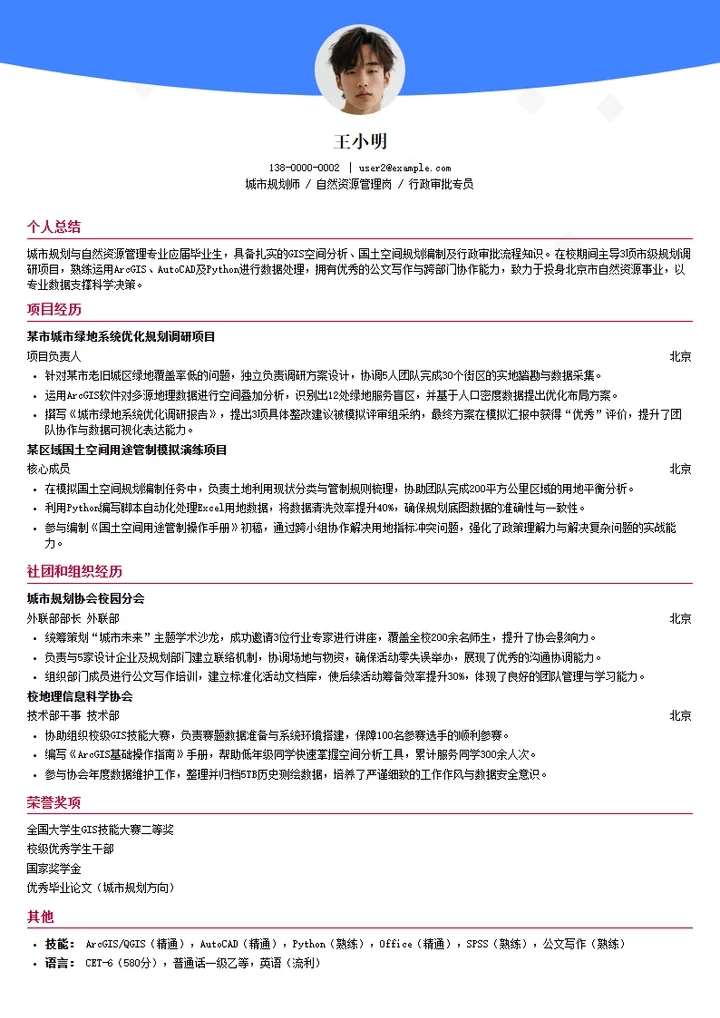 王小明
138-0000-0002 | user2@example.com
城市规划师 / 自然资源管理岗 / 行政审批专员
个人总结
城市规划与自然资源管理专业应届毕业生，具备扎实的GIS空间分析、国土空间规划编制及行政审批流程知识。在校期间主导3项市级规划调
研项目，熟练运用ArcGIS、AutoCAD及Python进行数据处理，拥有优秀的公文写作与跨部门协作能力，致力于投身北京市自然资源事业，以
专业数据支撑科学决策。
项目经历
某市城市绿地系统优化规划调研项目
项目负责人 北京
• 针对某市老旧城区绿地覆盖率低的问题，独立负责调研方案设计，协调5人团队完成30个街区的实地踏勘与数据采集。
• 运用ArcGIS软件对多源地理数据进行空间叠加分析，识别出12处绿地服务盲区，并基于人口密度数据提出优化布局方案。
• 撰写《城市绿地系统优化调研报告》，提出3项具体整改建议被模拟评审组采纳，最终方案在模拟汇报中获得“优秀”评价，提升了团
队协作与数据可视化表达能力。
某区域国土空间用途管制模拟演练项目
核心成员 北京
• 在模拟国土空间规划编制任务中，负责土地利用现状分类与管制规则梳理，协助团队完成200平方公里区域的用地平衡分析。
• 利用Python编写脚本自动化处理Excel用地数据，将数据清洗效率提升40%，确保规划底图数据的准确性与一致性。
• 参与编制《国土空间用途管制操作手册》初稿，通过跨小组协作解决用地指标冲突问题，强化了政策理解力与解决复杂问题的实战能
力。
社团和组织经历
城市规划协会校园分会
外联部部长 外联部 北京
• 统筹策划“城市未来”主题学术沙龙，成功邀请3位行业专家进行讲座，覆盖全校200余名师生，提升了协会影响力。
• 负责与5家设计企业及规划部门建立联络机制，协调场地与物资，确保活动零失误举办，展现了优秀的沟通协调能力。
• 组织部门成员进行公文写作培训，建立标准化活动文档库，使后续活动筹备效率提升30%，体现了良好的团队管理与学习能力。
校地理信息科学协会
技术部干事 技术部 北京
• 协助组织校级GIS技能大赛，负责赛题数据准备与系统环境搭建，保障100名参赛选手的顺利参赛。
• 编写《ArcGIS基础操作指南》手册，帮助低年级同学快速掌握空间分析工具，累计服务同学300余人次。
• 参与协会年度数据维护工作，整理并归档5TB历史测绘数据，培养了严谨细致的工作作风与数据安全意识。
荣誉奖项
全国大学生GIS技能大赛二等奖
校级优秀学生干部
国家奖学金
优秀毕业论文（城市规划方向）
其他
• 技能： ArcGIS/QGIS（精通），AutoCAD（精通），Python（熟练），Office（精通），SPSS（熟练），公文写作（熟练）
• 语言： CET-6（580分），普通话一级乙等，英语（流利）